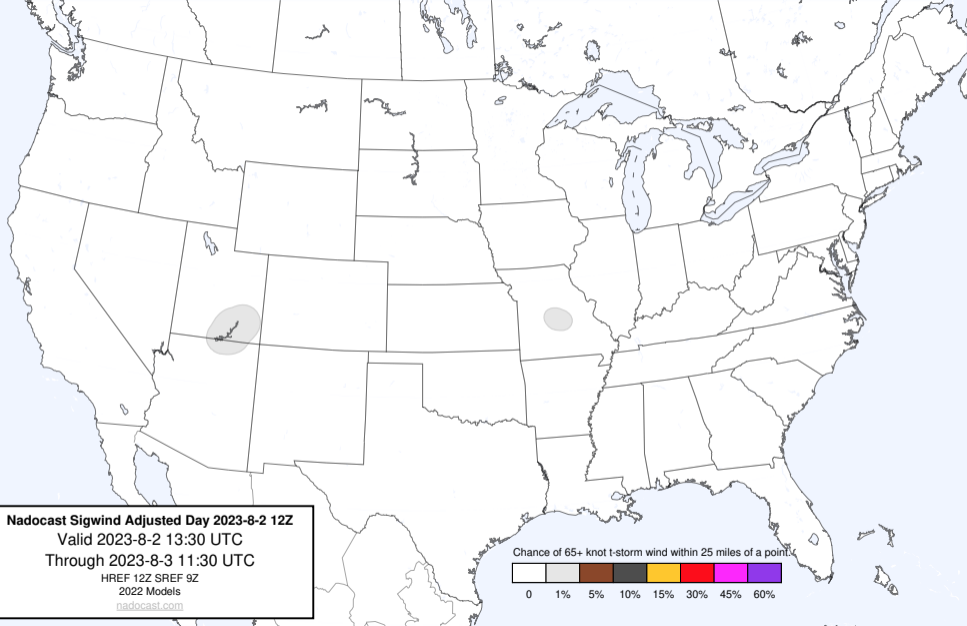 Nadocast Sigwind Adjusted Day 2023-8-2 12Z
Valid 2023-8-2 13:30 UTC
Through 2023-8-3 11:30 UTC
HREF 12Z SREF 9Z
2022 Models
nadocast.com
Chance of 65+ knot t-storm wind within 25 miles of a point.
0 1% 5% 10% 15% 30% 45% 60%